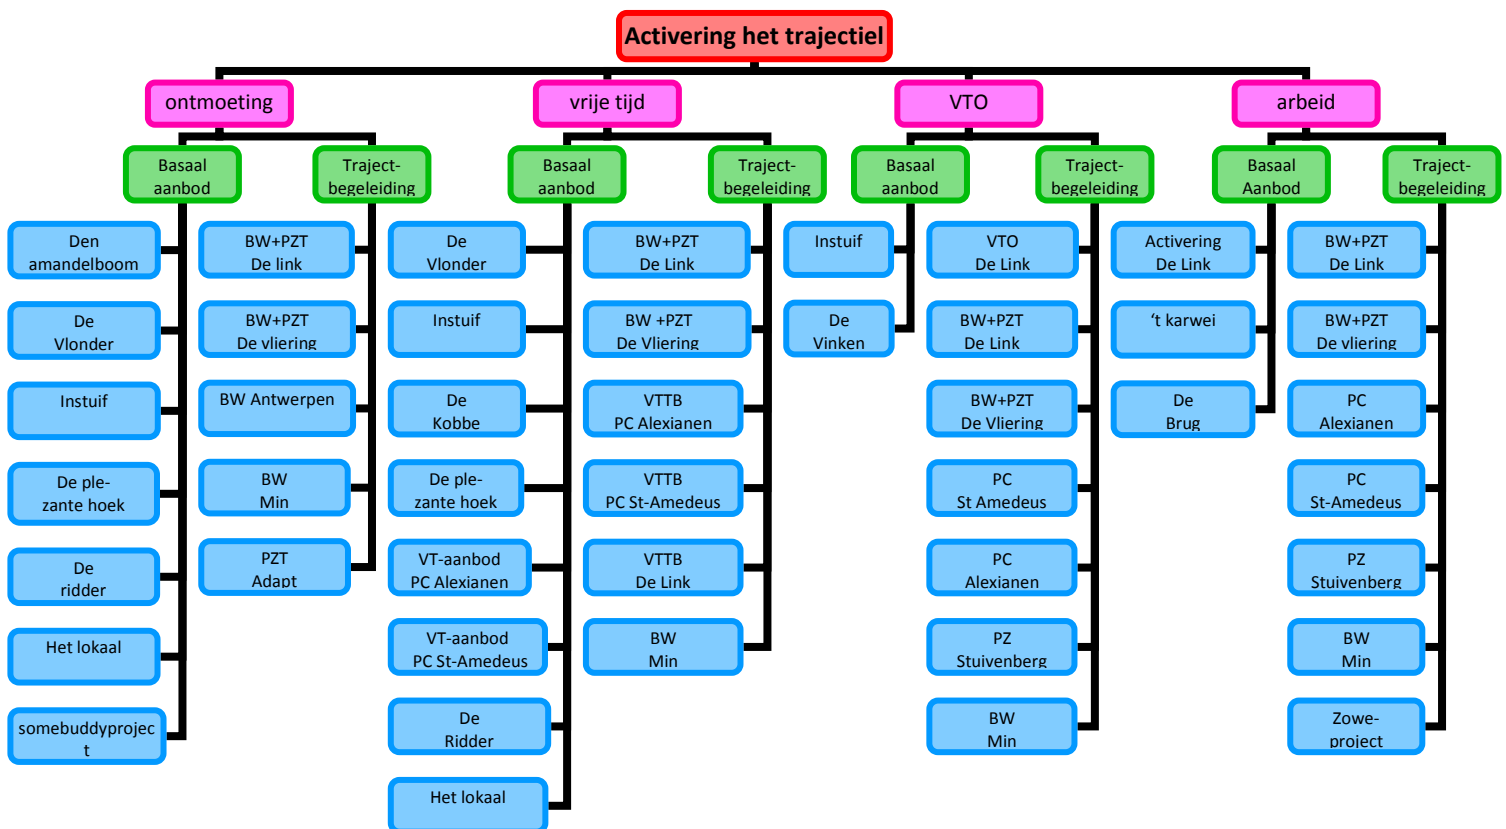 Activering het trajectiel
ontmoeting
vrije tijd
VTO
arbeid
Basaal
aanbod
Traject-
begeleiding
Basaal
aanbod
Traject-
begeleiding
Basaal
aanbod
Traject-
begeleiding
Basaal
Aanbod
Traject-
begeleiding
Den
amandelboom
De
Vlonder
Instuif
De ple-
zante hoek
De
ridder
Het lokaal
somebuddyprojec
t
BW+PZT
De link
BW+PZT
De vliering
BW Antwerpen
BW
Min
PZT
Adapt
De
Vlonder
Instuif
De
Kobbe
De ple-
zante hoek
VT-aanbod
PC Alexianen
VT-aanbod
PC St-Amedeus
De
Ridder
Het lokaal
BW+PZT
De Link
BW +PZT
De Vliering
VTTB
PC Alexianen
VTTB
PC St-Amedeus
VTTB
De Link
BW
Min
Instuif
De
Vinken
VTO
De Link
BW+PZT
De Link
BW+PZT
De Vliering
PC
St Amedeus
PC
Alexianen
PZ
Stuivenberg
BW
Min
Activering
De Link
‘t karwei
De
Brug
BW+PZT
De Link
BW+PZT
De vliering
PC
Alexianen
PC
St-Amedeus
PZ
Stuivenberg
BW
Min
Zowe-
project